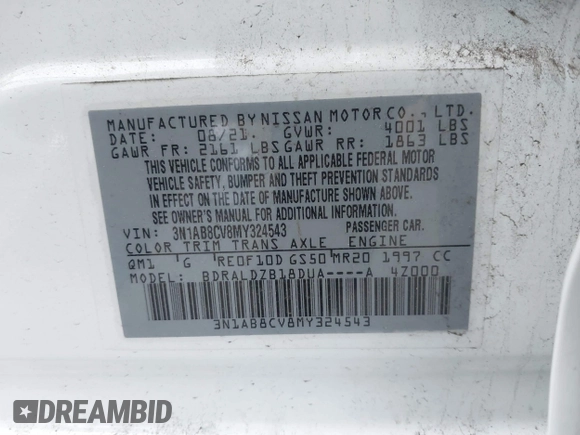 MANUFACTURED BY NISSAN MOTOR CO., LTD.
DATE: 08/21 GVWR: 4001 LBS
GAWR FR: 2161 LBS GAWR RR: 1863 LBS
THIS VEHICLE CONFORMS TO ALL APPLICABLE FEDERAL MOTOR
VEHICLE SAFETY, BUMPER AND THEFT PREVENTION STANDARDS
IN EFFECT ON THE DATE OF MANUFACTURE SHOWN ABOVE.
SEE OWNER'S MANUAL FOR ADDITIONAL INFORMATION.
VIN: 3N1AB8CV8MY324543 PASSENGER CAR.
COLOR TRIM TRANS AXLE ENGINE
QM1 G RE0F10D GS50 MR20 1997 CC
MODEL: BDRALDZB18DUA----A 4Z000
3N1AB8CV8MY324543
DREAMBID